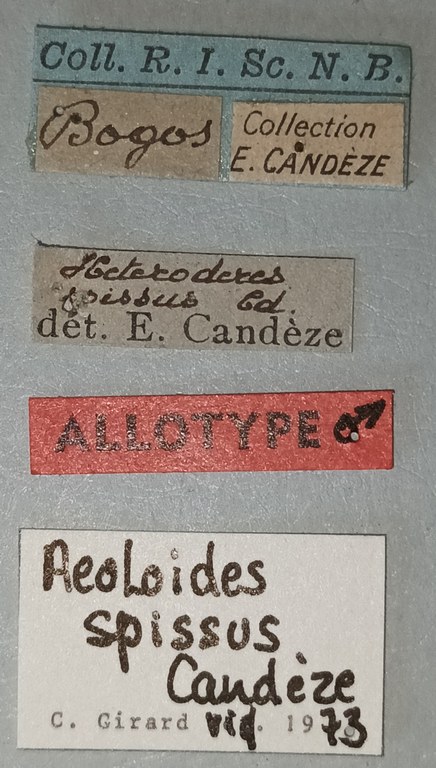 Coll. R. I. Sc. N. B.
Bogos
Collection
E. CANDÈZE
Heteroderes
spissus Cd.
dét. E. Candèze
ALLOTYPE ♂
Aeoloides
spissus
Candèze
C. Girard vid. 1973